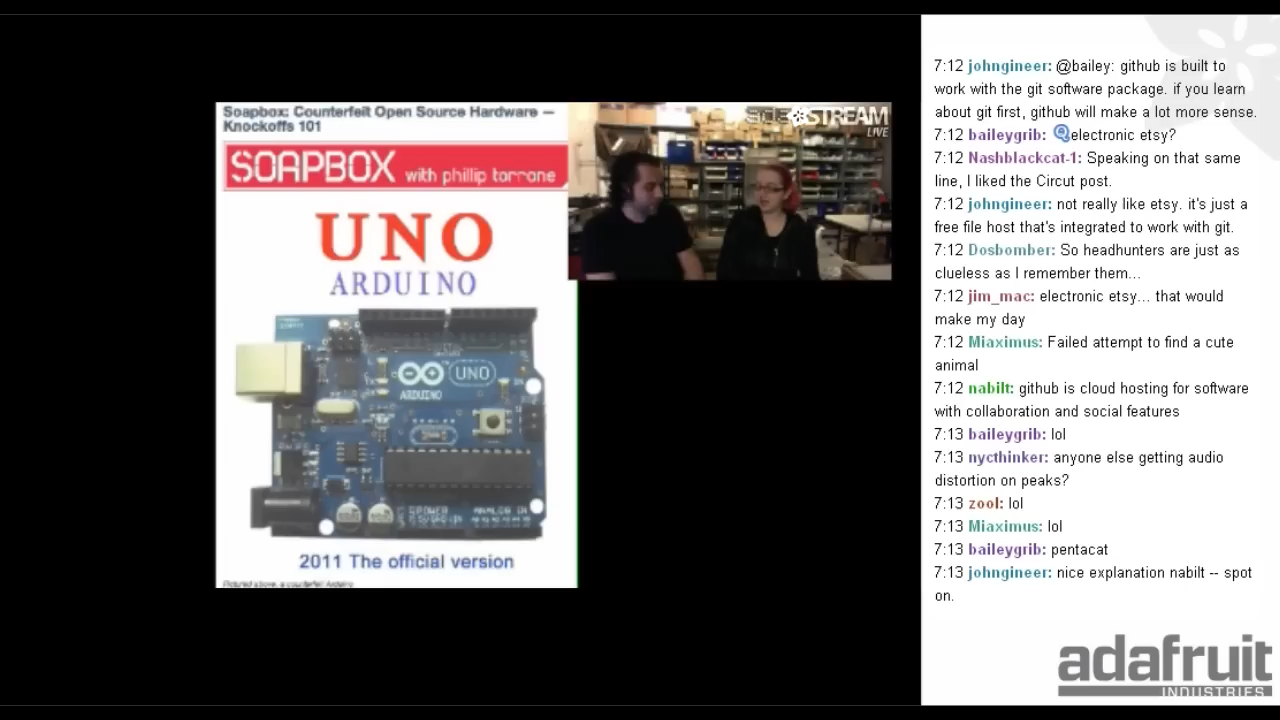 Soapbox: Counterfeit Open Source Hardware —
Knockoffs 101
SOAPBOX with phillip torrone
UNO
ARDUINO
UNO
ARDUINO
ANALOG IN
2011 The official version
Pictured above, a counterfeit Arduino
USTREAM
LIVE
7:12 johngineer: @bailey: github is built to
work with the git software package. if you learn
about git first, github will make a lot more sense.
7:12 baileygrib: electronic etsy?
7:12 Nashblackcat-1: Speaking on that same
line, I liked the Circut post.
7:12 johngineer: not really like etsy. it's just a
free file host that's integrated to work with git.
7:12 Dosbomber: So headhunters are just as
clueless as I remember them...
7:12 jim_mac: electronic etsy... that would
make my day
7:12 Miaximus: Failed attempt to find a cute
animal
7:12 nabilt: github is cloud hosting for software
with collaboration and social features
7:13 baileygrib: lol
7:13 nycthinker: anyone else getting audio
distortion on peaks?
7:13 zool: lol
7:13 Miaximus: lol
7:13 baileygrib: pentacat
7:13 johngineer: nice explanation nabilt -- spot
on.
adafruit
INDUSTRIES